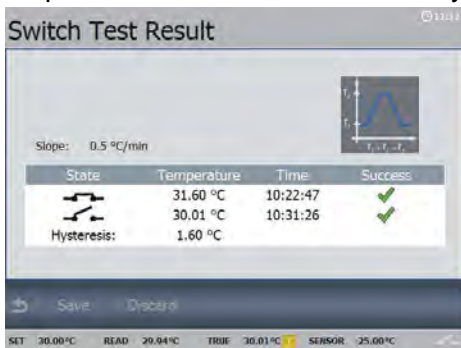 Switch Test Result
Slope: 0.5 °C/min
State Temperature Time Success
31.60 °C 10:22:47
30.01 °C 10:31:26
Hysteresis: 1.60 °C
Save Discard
SET 30.00°C READ 29.94°C TRUE 30.01°C SENSOR 25.00°C